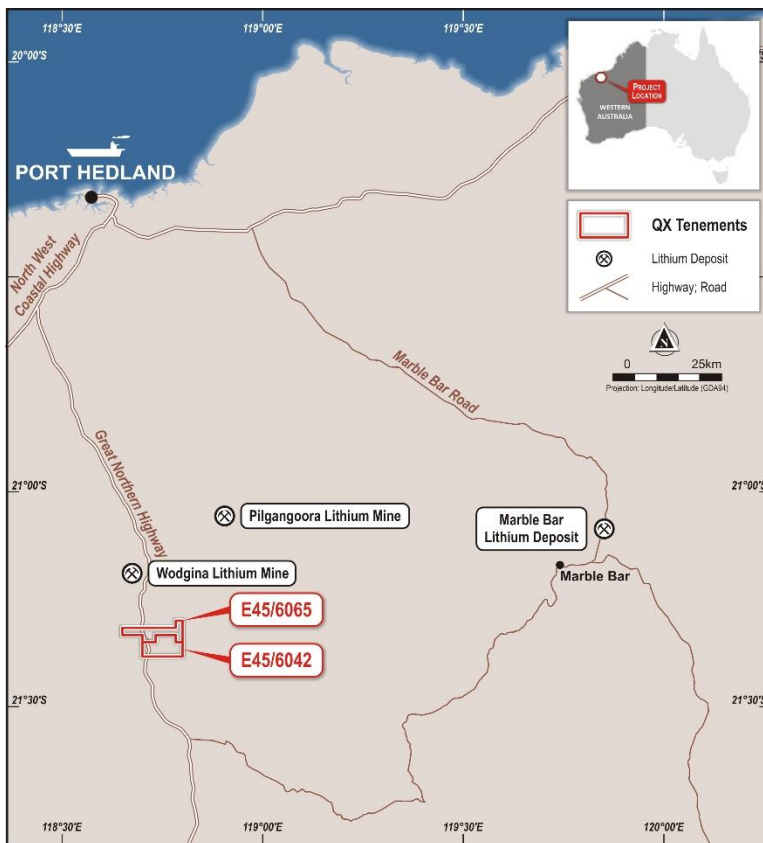 118°30'E
119°00'E
119°30'E
20°00'S
PORT HEDLAND
North West
Coastal Highway
PROJECT
LOCATION
WESTERN
AUSTRALIA
QX Tenements
Lithium Deposit
Highway; Road
N
0
25km
Projection: Longitude/Latitude (GDA94)
Marble Bar Road
Great Northern Highway
21°00'S
21°00'S
Pilgangoora Lithium Mine
Marble Bar
Lithium Deposit
Wodgina Lithium Mine
Marble Bar
E45/6065
E45/6042
21°30'S
21°30'S
118°30'E
119°00'E
119°30'E
120°00'E